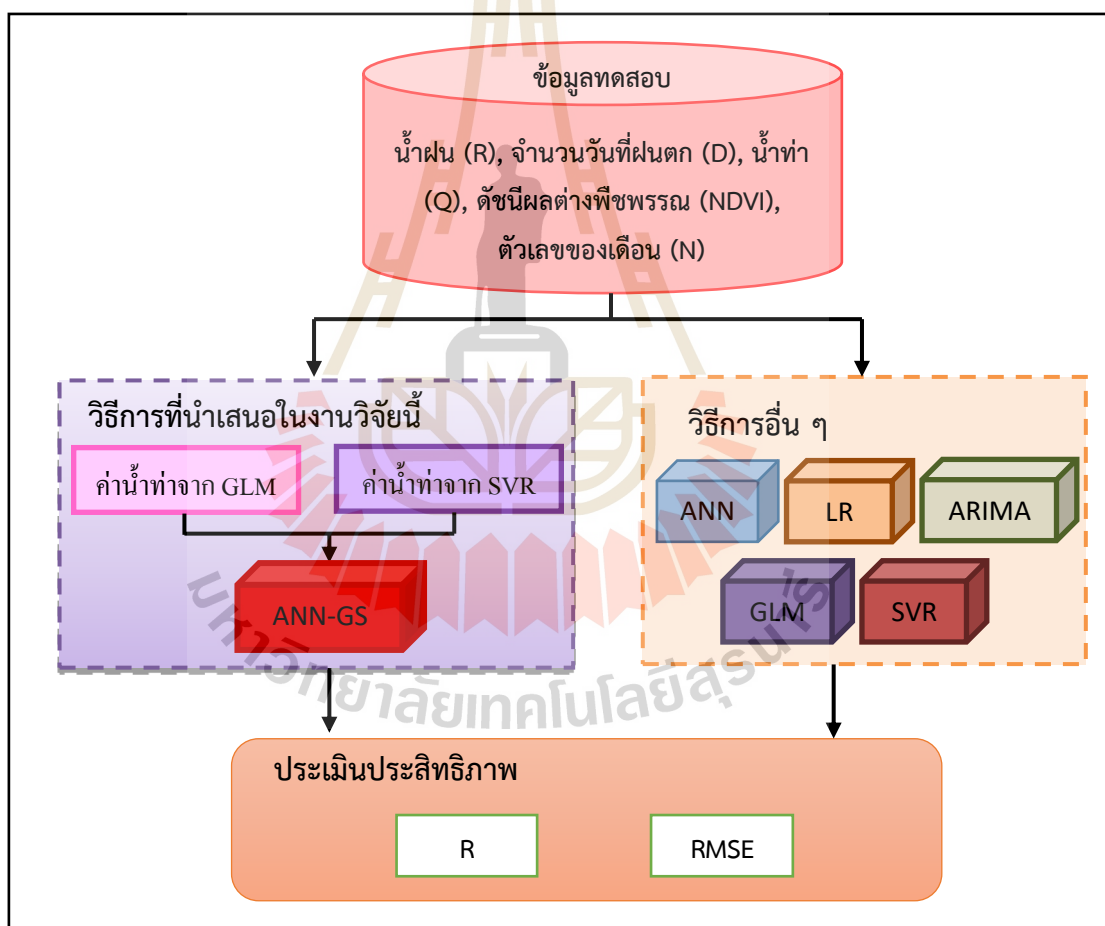 ข้อมูลทดสอบ
น้ำฝน (R), จำนวนวันที่ฝนตก (D), น้ำท่า
(Q), ดัชนีผลต่างพืชพรรณ (NDVI),
ตัวเลขของเดือน (N)
วิธีการที่นำเสนอในงานวิจัยนี้
ค่าน้ำท่าจาก GLM
ค่าน้ำท่าจาก SVR
ANN-GS
วิธีการอื่น ๆ
ANN
LR
ARIMA
GLM
SVR
มหาวิทยาลัยเทคโนโลยีสุรนารี
ประเมินประสิทธิภาพ
R
RMSE